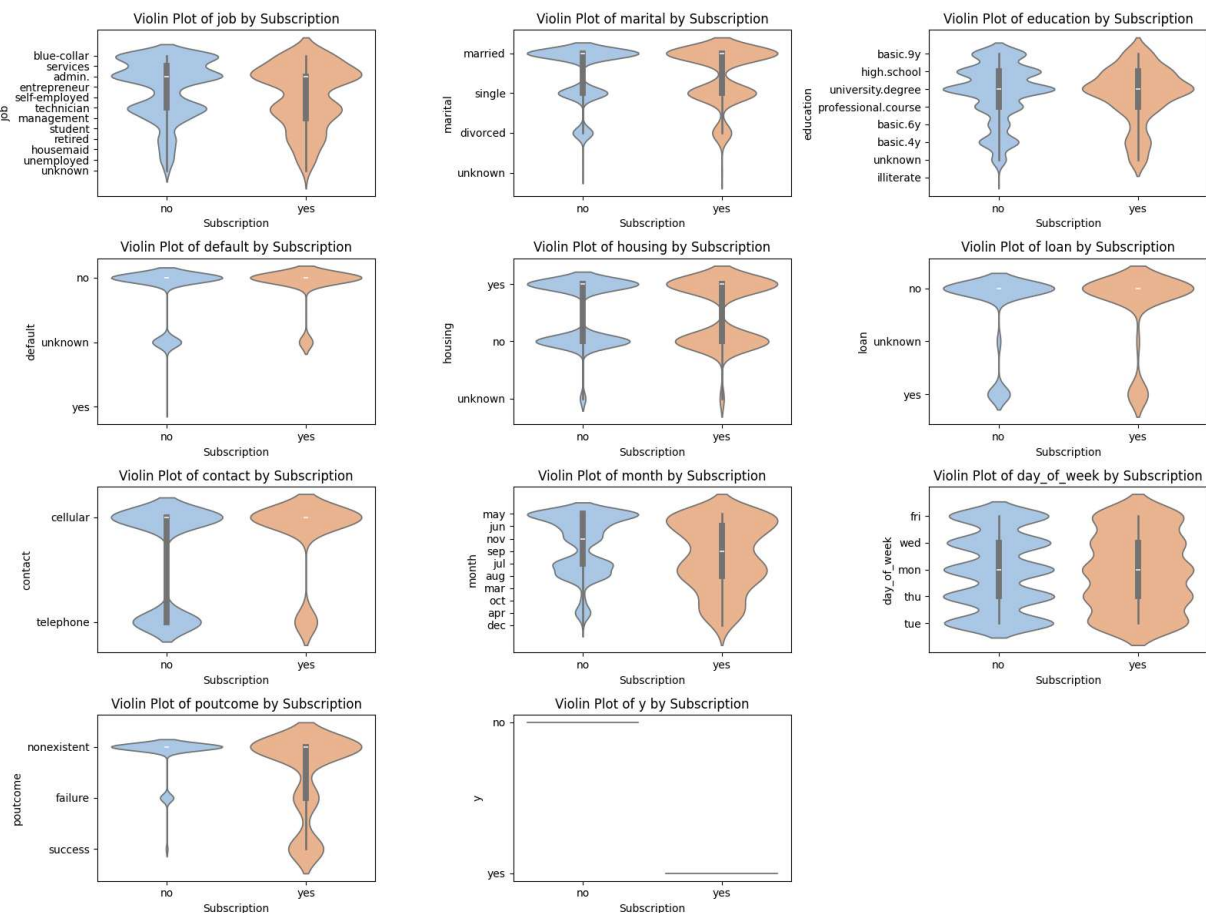 Violin Plot of job by Subscription
blue-collar
services
admin.
entrepreneur
self-employed
technician
management
student
retired
housemaid
unemployed
unknown
job
no
yes
Subscription
Violin Plot of marital by Subscription
married
single
divorced
unknown
marital
no
yes
Subscription
Violin Plot of education by Subscription
basic.9y
high.school
university.degree
professional.course
basic.6y
basic.4y
unknown
illiterate
education
no
yes
Subscription
Violin Plot of default by Subscription
no
unknown
yes
default
no
yes
Subscription
Violin Plot of housing by Subscription
yes
no
unknown
housing
no
yes
Subscription
Violin Plot of loan by Subscription
no
unknown
yes
loan
no
yes
Subscription
Violin Plot of contact by Subscription
cellular
telephone
contact
no
yes
Subscription
Violin Plot of month by Subscription
may
jun
nov
sep
jul
aug
mar
oct
apr
dec
month
no
yes
Subscription
Violin Plot of day_of_week by Subscription
fri
wed
mon
thu
tue
day_of_week
no
yes
Subscription
Violin Plot of poutcome by Subscription
nonexistent
failure
success
poutcome
no
yes
Subscription
Violin Plot of y by Subscription
no
yes
y
no
yes
Subscription